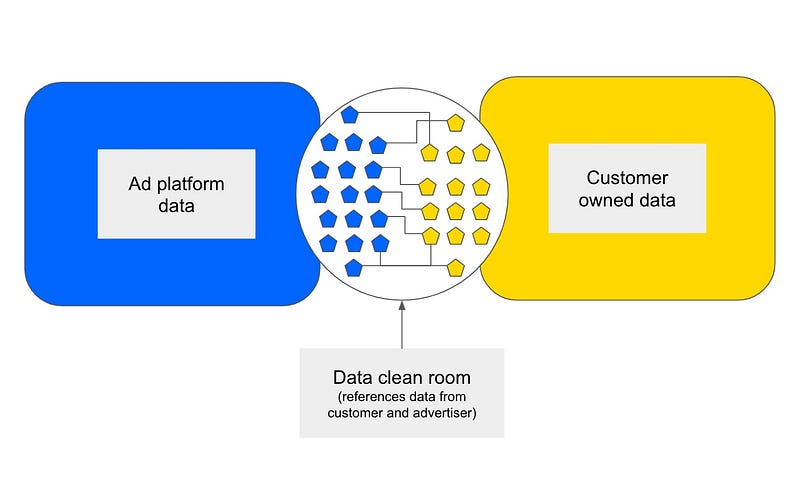 Ad platform
data
Customer
owned data
Data clean room
(references data from
customer and advertiser)